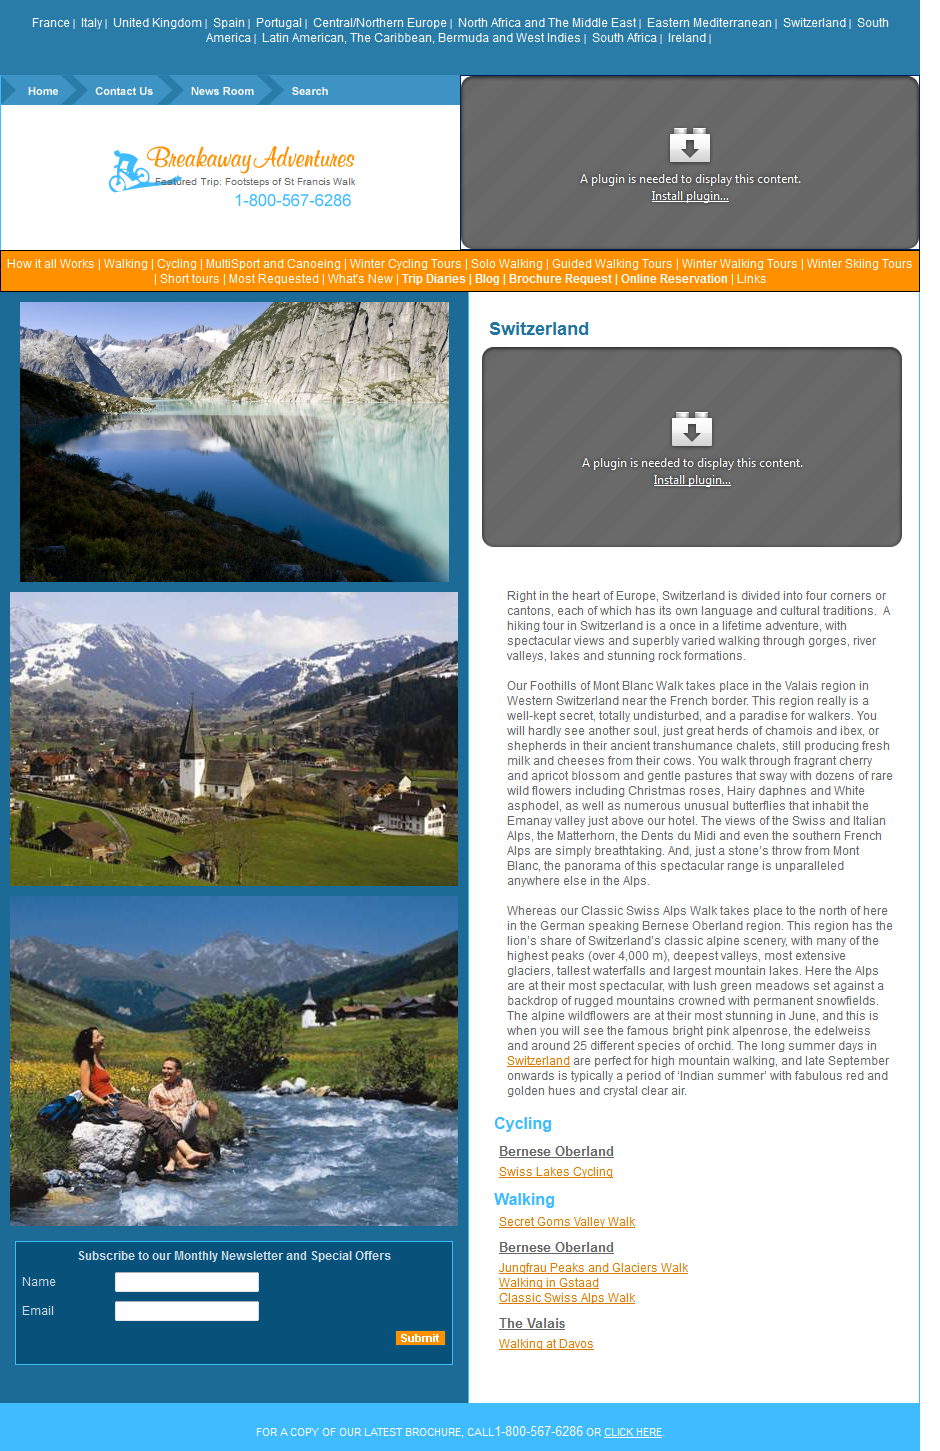 France | Italy | United Kingdom | Spain | Portugal | Central/Northern Europe | North Africa and The Middle East | Eastern Mediterranean | Switzerland | South
America | Latin American, The Caribbean, Bermuda and West Indies | South Africa | Ireland |
Home Contact Us News Room Search
A plugin is needed to display this content.
Install plugin...
Breakaway Adventures
Featured Trip: Footsteps of St Francis Walk
1-800-567-6286
How it all Works | Walking | Cycling | MultiSport and Canoeing | Winter Cycling Tours | Solo Walking | Guided Walking Tours | Winter Walking Tours | Winter Skiing Tours
| Short tours | Most Requested | What's New | Trip Diaries | Blog | Brochure Request | Online Reservation | Links
Switzerland
A plugin is needed to display this content.
Install plugin...
Right in the heart of Europe, Switzerland is divided into four corners or
cantons, each of which has its own language and cultural traditions. A
hiking tour in Switzerland is a once in a lifetime adventure, with
spectacular views and superbly varied walking through gorges, river
valleys, lakes and stunning rock formations.
Our Foothills of Mont Blanc Walk takes place in the Valais region in
Western Switzerland near the French border. This region really is a
well-kept secret, totally undisturbed, and a paradise for walkers. You
will hardly see another soul, just great herds of chamois and ibex, or
shepherds in their ancient transhumance chalets, still producing fresh
milk and cheeses from their cows. You walk through fragrant cherry
and apricot blossom and gentle pastures that sway with dozens of rare
wild flowers including Christmas roses, Hairy daphnes and White
asphodel, as well as numerous unusual butterflies that inhabit the
Emanay valley just above our hotel. The views of the Swiss and Italian
Alps, the Matterhorn, the Dents du Midi and even the southern French
Alps are simply breathtaking. And, just a stone's throw from Mont
Blanc, the panorama of this spectacular range is unparalleled
anywhere else in the Alps.
Whereas our Classic Swiss Alps Walk takes place to the north of here
in the German speaking Bernese Oberland region. This region has the
lion's share of Switzerland's classic alpine scenery, with many of the
highest peaks (over 4,000 m), deepest valleys, most extensive
glaciers, tallest waterfalls and largest mountain lakes. Here the Alps
are at their most spectacular, with lush green meadows set against a
backdrop of rugged mountains crowned with permanent snowfields.
The alpine wildflowers are at their most stunning in June, and this is
when you will see the famous bright pink alpenrose, the edelweiss
and around 25 different species of orchid. The long summer days in
Switzerland are perfect for high mountain walking, and late September
onwards is typically a period of 'Indian summer' with fabulous red and
golden hues and crystal clear air.
Cycling
Bernese Oberland
Swiss Lakes Cycling
Walking
Secret Goms Valley Walk
Bernese Oberland
Jungfrau Peaks and Glaciers Walk
Walking in Gstaad
Classic Swiss Alps Walk
The Valais
Walking at Davos
Subscribe to our Monthly Newsletter and Special Offers
Name
Email
Submit
FOR A COPY OF OUR LATEST BROCHURE, CALL1-800-567-6286 OR CLICK HERE.